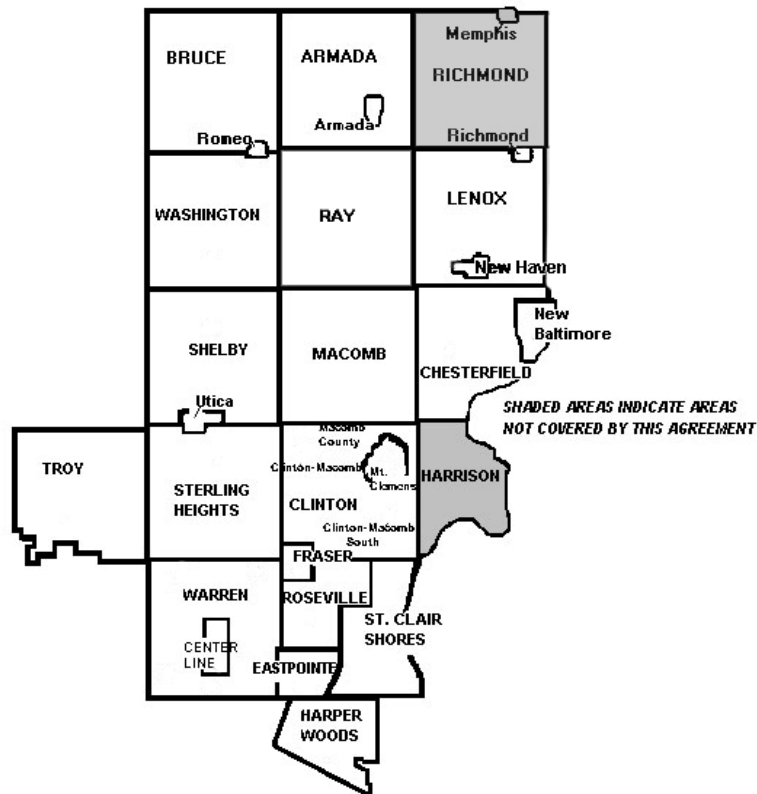 Memphis
BRUCE
ARMADA
RICHMOND
Romeo
Armada
Richmond
WASHINGTON
RAY
LENOX
New Haven
New
Baltimore
SHELBY
MACOMB
CHESTERFIELD
Utica
SHADED AREAS INDICATE AREAS
NOT COVERED BY THIS AGREEMENT
Macomb
County
TROY
Clinton-Macomb
Mt.
Clemens
HARRISON
STERLING
HEIGHTS
CLINTON
Clinton-Macomb
South
FRASER
WARREN
ROSEVILLE
ST. CLAIR
SHORES
CENTER
LINE
EASTPOINTE
HARPER
WOODS